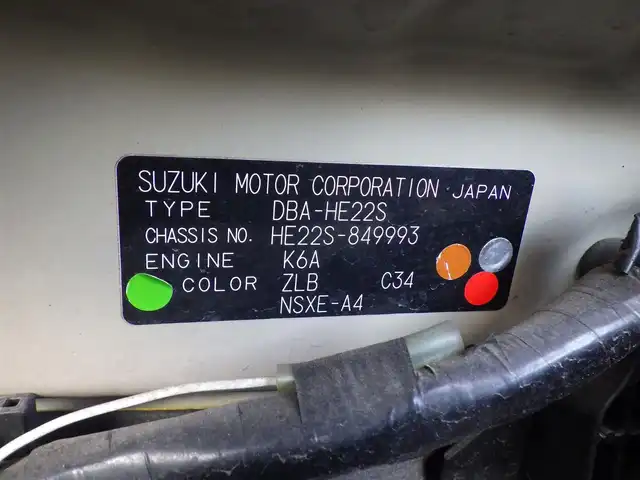 SUZUKI MOTOR CORPORATION JAPAN
TYPE DBA-HE22S
CHASSIS NO. HE22S-849993
ENGINE K6A
COLOR ZLB C34
NSXE-A4